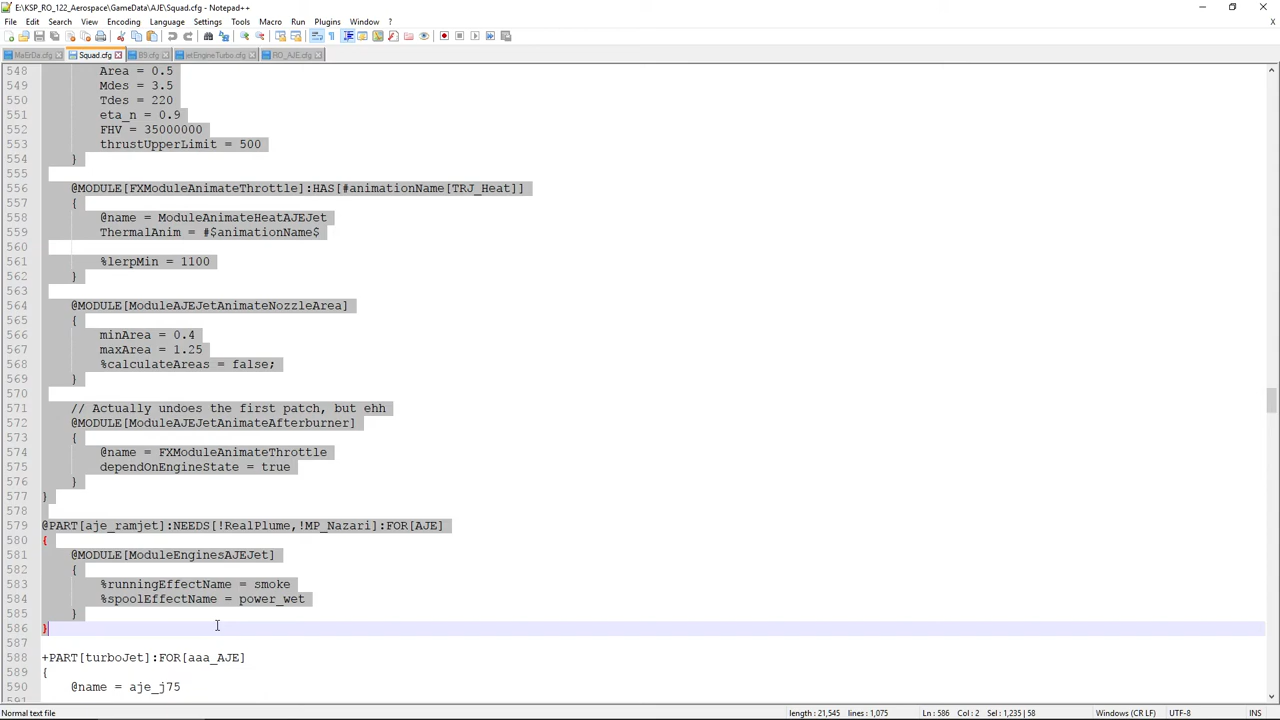 E:\KSP_RO_122_Aerospace\GameData\AJE\Squad.cfg - Notepad++
File Edit Search View Encoding Language Settings Tools Macro Run Plugins Window ?
MaErDa.cfg Squad.cfg B9.cfg jetEngineTurbo.cfg RO_AJE.cfg
548 Area = 0.5
549 Mdes = 3.5
550 Tdes = 220
551 eta_n = 0.9
552 FHV = 35000000
553 thrustUpperLimit = 500
554 }
555
556 @MODULE[FXModuleAnimateThrottle]:HAS[#animationName[TRJ_Heat]]
557 {
558 @name = ModuleAnimateHeatAJEJet
559 ThermalAnim = #$animationName$
560
561 %lerpMin = 1100
562 }
563
564 @MODULE[ModuleAJEJetAnimateNozzleArea]
565 {
566 minArea = 0.4
567 maxArea = 1.25
568 %calculateAreas = false;
569 }
570
571 // Actually undoes the first patch, but ehh
572 @MODULE[ModuleAJEJetAnimateAfterburner]
573 {
574 @name = FXModuleAnimateThrottle
575 dependOnEngineState = true
576 }
577 }
578
579 @PART[aje_ramjet]:NEEDS[!RealPlume,!MP_Nazari]:FOR[AJE]
580 {
581 @MODULE[ModuleEnginesAJEJet]
582 {
583 %runningEffectName = smoke
584 %spoolEffectName = power_wet
585 }
586 }
587
588 +PART[turboJet]:FOR[aaa_AJE]
589 {
590 @name = aje_j75
591
Normal text file length : 21,545 lines : 1,075 Ln : 586 Col : 2 Sel : 1,235 | 58 Windows (CR LF) UTF-8 INS